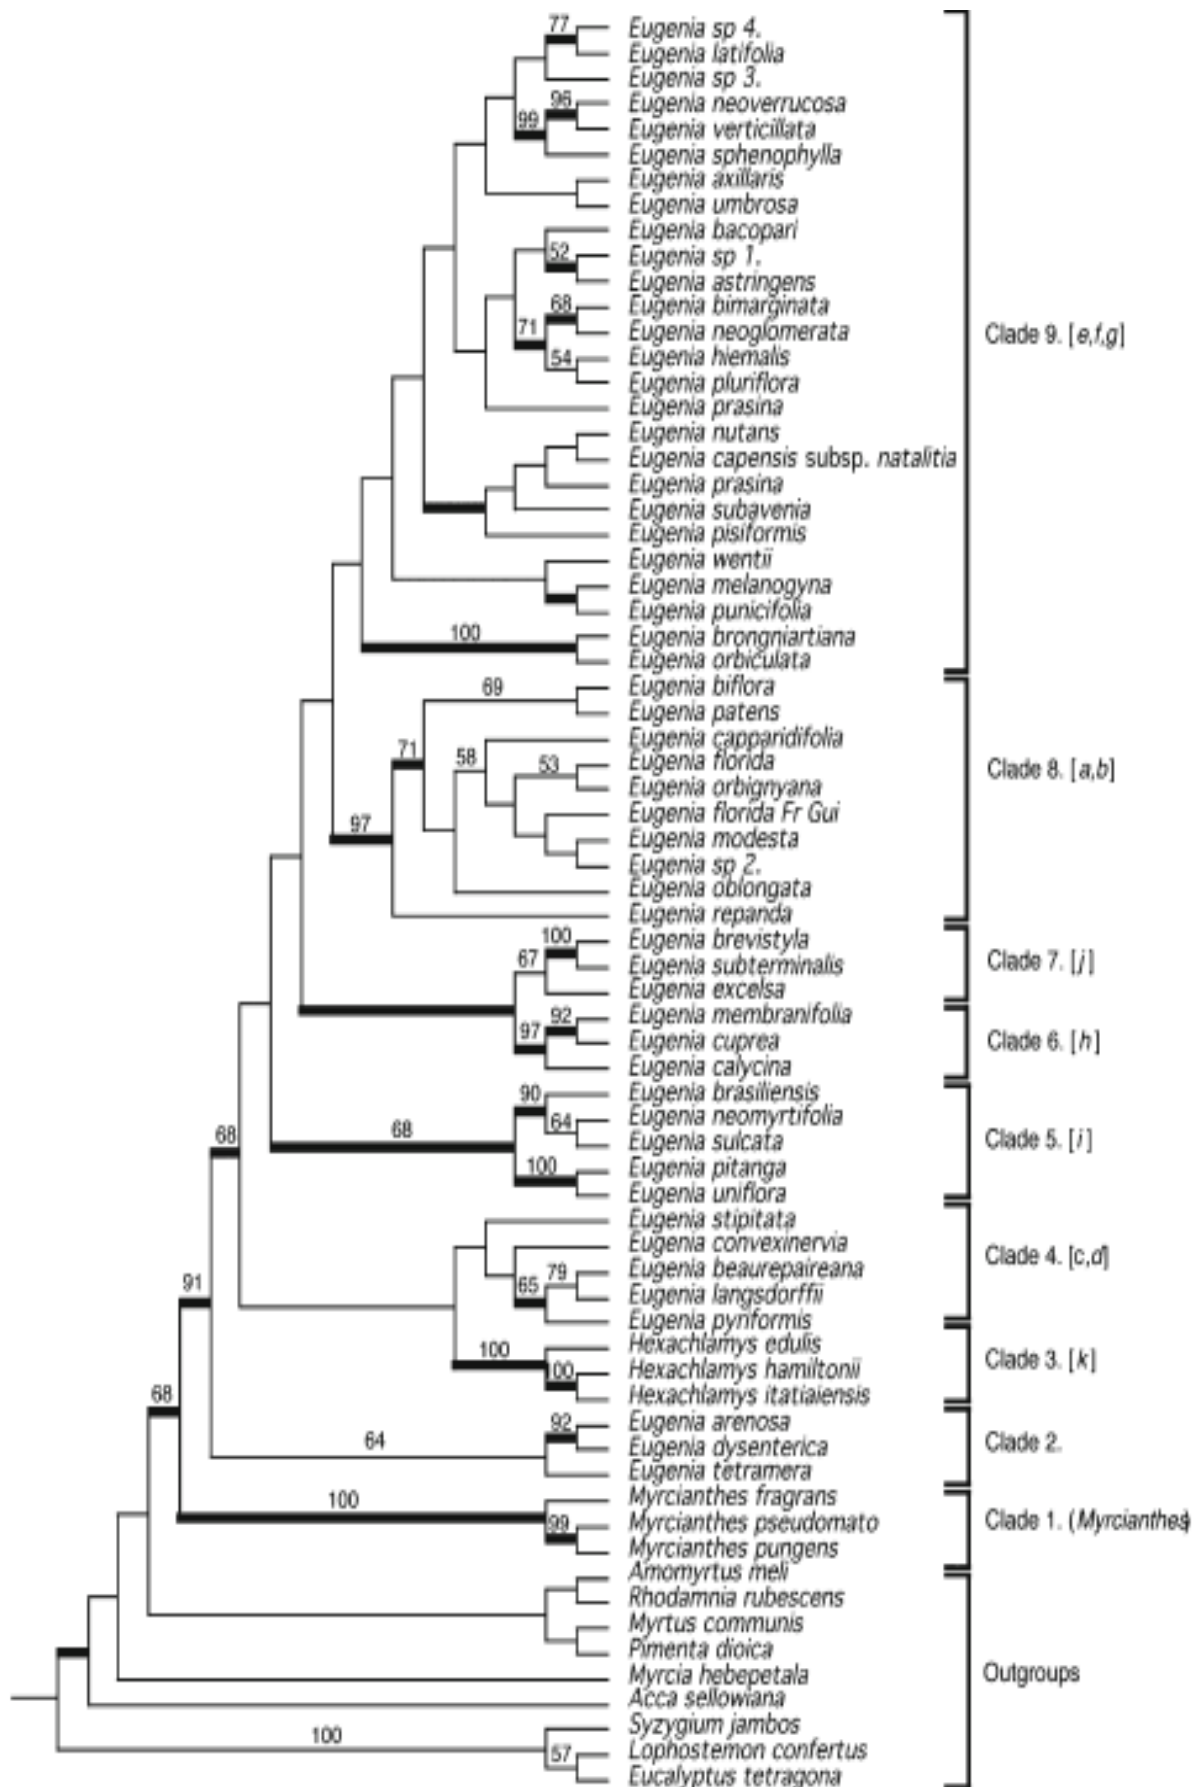 77
Eugenia sp 4.
Eugenia latifolia
Eugenia sp 3.
96
Eugenia neoverrucosa
99
Eugenia verticillata
Eugenia sphenophylla
Eugenia axillaris
Eugenia umbrosa
Eugenia bacopari
52
Eugenia sp 1.
Eugenia astringens
68
Eugenia bimarginata
71
Eugenia neoglomerata
Clade 9. [e,f,g]
54
Eugenia hiemalis
Eugenia pluriflora
Eugenia prasina
Eugenia nutans
Eugenia capensis subsp. natalitia
Eugenia prasina
Eugenia subavenia
Eugenia pisiformis
Eugenia wentii
Eugenia melanogyna
Eugenia punicifolia
100
Eugenia brongniartiana
Eugenia orbiculata
69
Eugenia biflora
Eugenia patens
71
58
Eugenia capparidifolia
53
Eugenia florida
Clade 8. [a,b]
Eugenia orbignyana
97
Eugenia florida Fr Gui
Eugenia modesta
Eugenia sp 2.
Eugenia oblongata
Eugenia repanda
100
Eugenia brevistyla
67
Eugenia subterminalis
Clade 7. [j]
Eugenia excelsa
92
Eugenia membranifolia
97
Eugenia cuprea
Clade 6. [h]
Eugenia calycina
90
Eugenia brasiliensis
64
Eugenia neomyrtifolia
68
68
Eugenia sulcata
Clade 5. [i]
100
Eugenia pitanga
Eugenia uniflora
Eugenia stipitata
Eugenia convexinervia
Clade 4. [c,d]
91
65
79
Eugenia beaurepaireana
Eugenia langsdorffii
Eugenia pyriformis
100
Hexachlamys edulis
Clade 3. [k]
00
Hexachlamys hamiltonii
68
Hexachlamys itatiaiensis
92
Eugenia arenosa
64
Eugenia dysenterica
Clade 2.
Eugenia tetramera
100
Myrcianthes fragrans
99
Myrcianthes pseudomato
Clade 1. (Myrcianthes)
Myrcianthes pungens
Amomyrtus meli
Rhodamnia rubescens
Myrtus communis
Pimenta dioica
Myrcia hebepetala
Outgroups
Acca sellowiana
100
Syzygium jambos
57
Lophostemon confertus
Eucalyptus tetragona